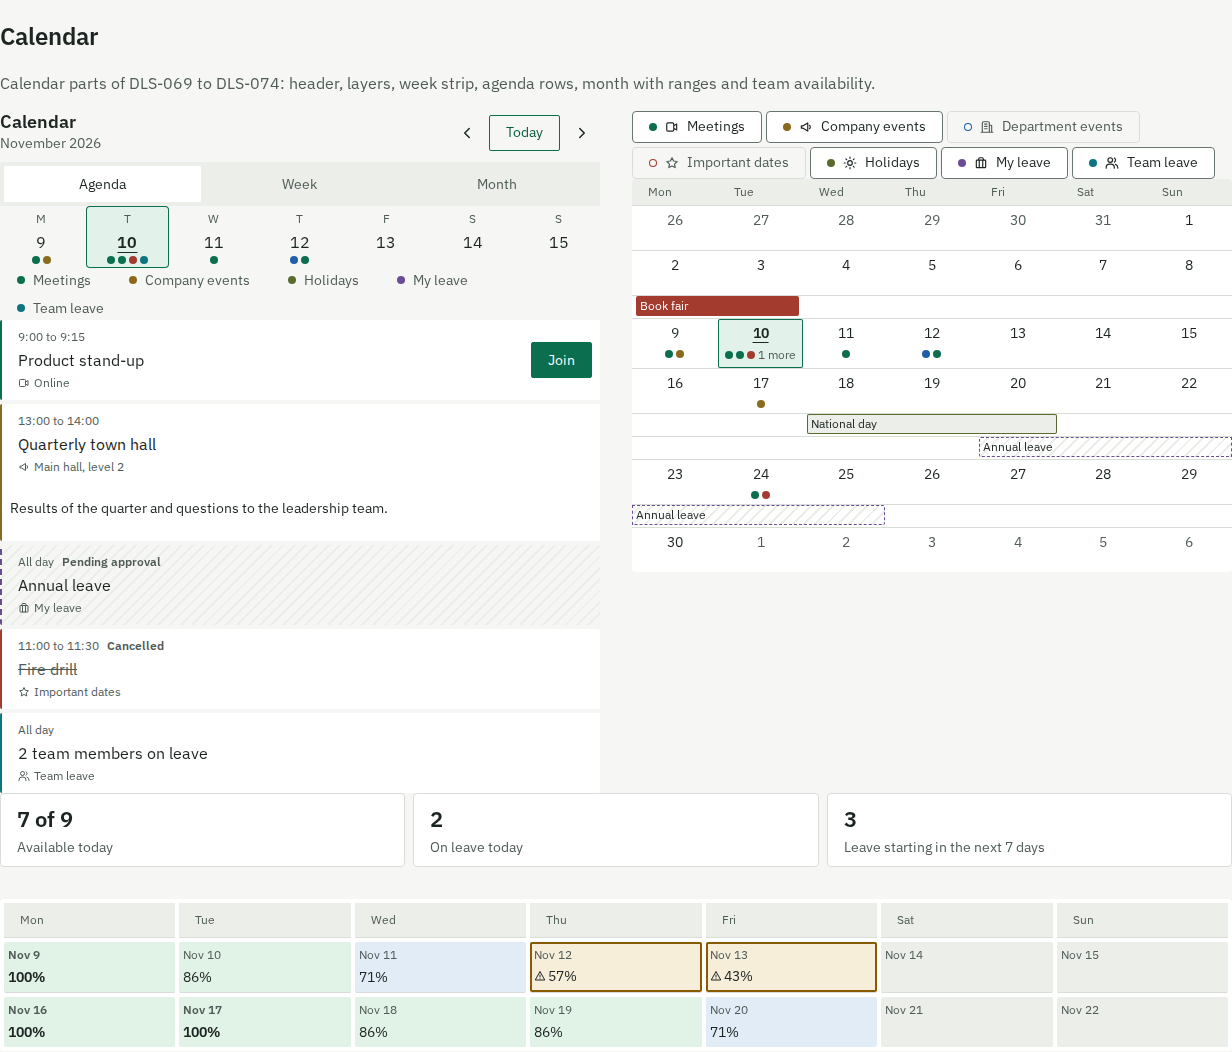 Calendar
Calendar parts of DLS-069 to DLS-074: header, layers, week strip, agenda rows, month with ranges and team availability.
Calendar
November 2026
Today
Agenda Week Month
M T W T F S S
9 10 11 12 13 14 15
Meetings Company events Holidays My leave
Team leave
9:00 to 9:15
Product stand-up
Online
Join
13:00 to 14:00
Quarterly town hall
Main hall, level 2
Results of the quarter and questions to the leadership team.
All day Pending approval
Annual leave
My leave
11:00 to 11:30 Cancelled
Fire drill
Important dates
All day
2 team members on leave
Team leave
Meetings Company events Department events
Important dates Holidays My leave Team leave
Mon Tue Wed Thu Fri Sat Sun
26 27 28 29 30 31 1
2 3 4 5 6 7 8
Book fair
9 10 11 12 13 14 15
1 more
16 17 18 19 20 21 22
National day
Annual leave
23 24 25 26 27 28 29
Annual leave
30 1 2 3 4 5 6
7 of 9
Available today
2
On leave today
3
Leave starting in the next 7 days
Mon Tue Wed Thu Fri Sat Sun
Nov 9 Nov 10 Nov 11 Nov 12 Nov 13 Nov 14 Nov 15
100% 86% 71% 57% 43%
Nov 16 Nov 17 Nov 18 Nov 19 Nov 20 Nov 21 Nov 22
100% 100% 86% 86% 71%